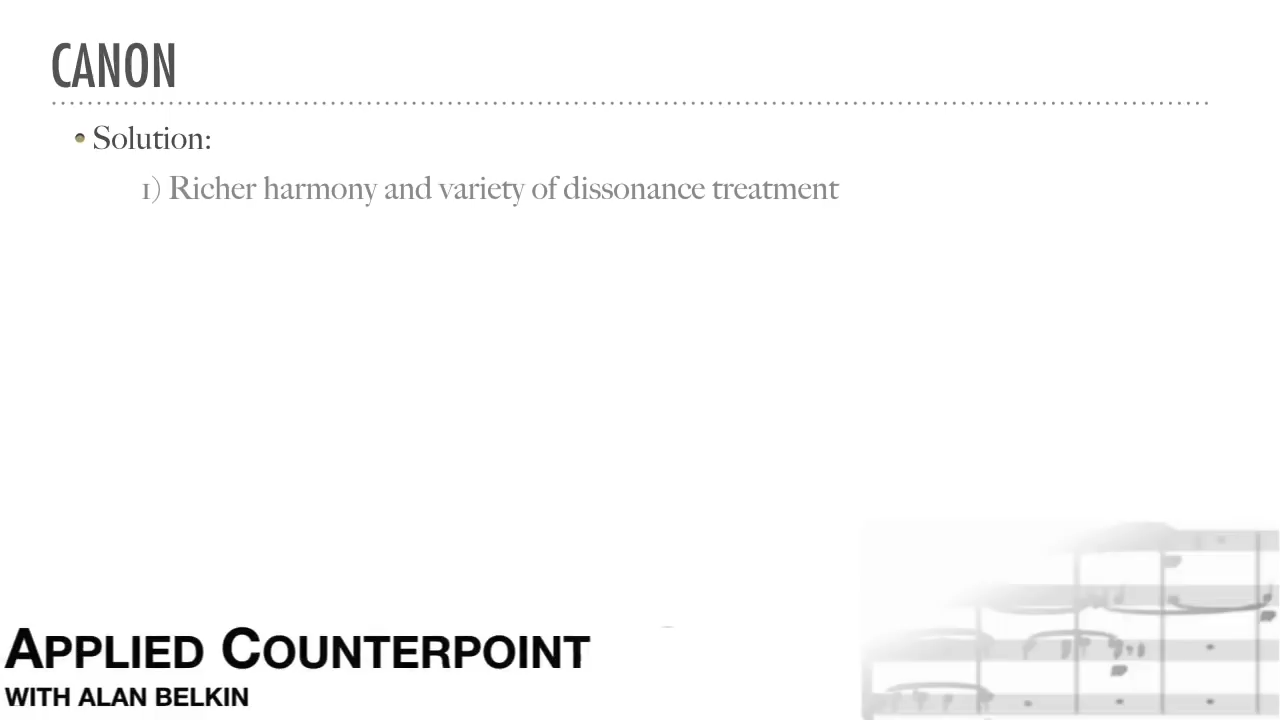 CANON
• Solution:
1) Richer harmony and variety of dissonance treatment
APPLIED COUNTERPOINT
WITH ALAN BELKIN